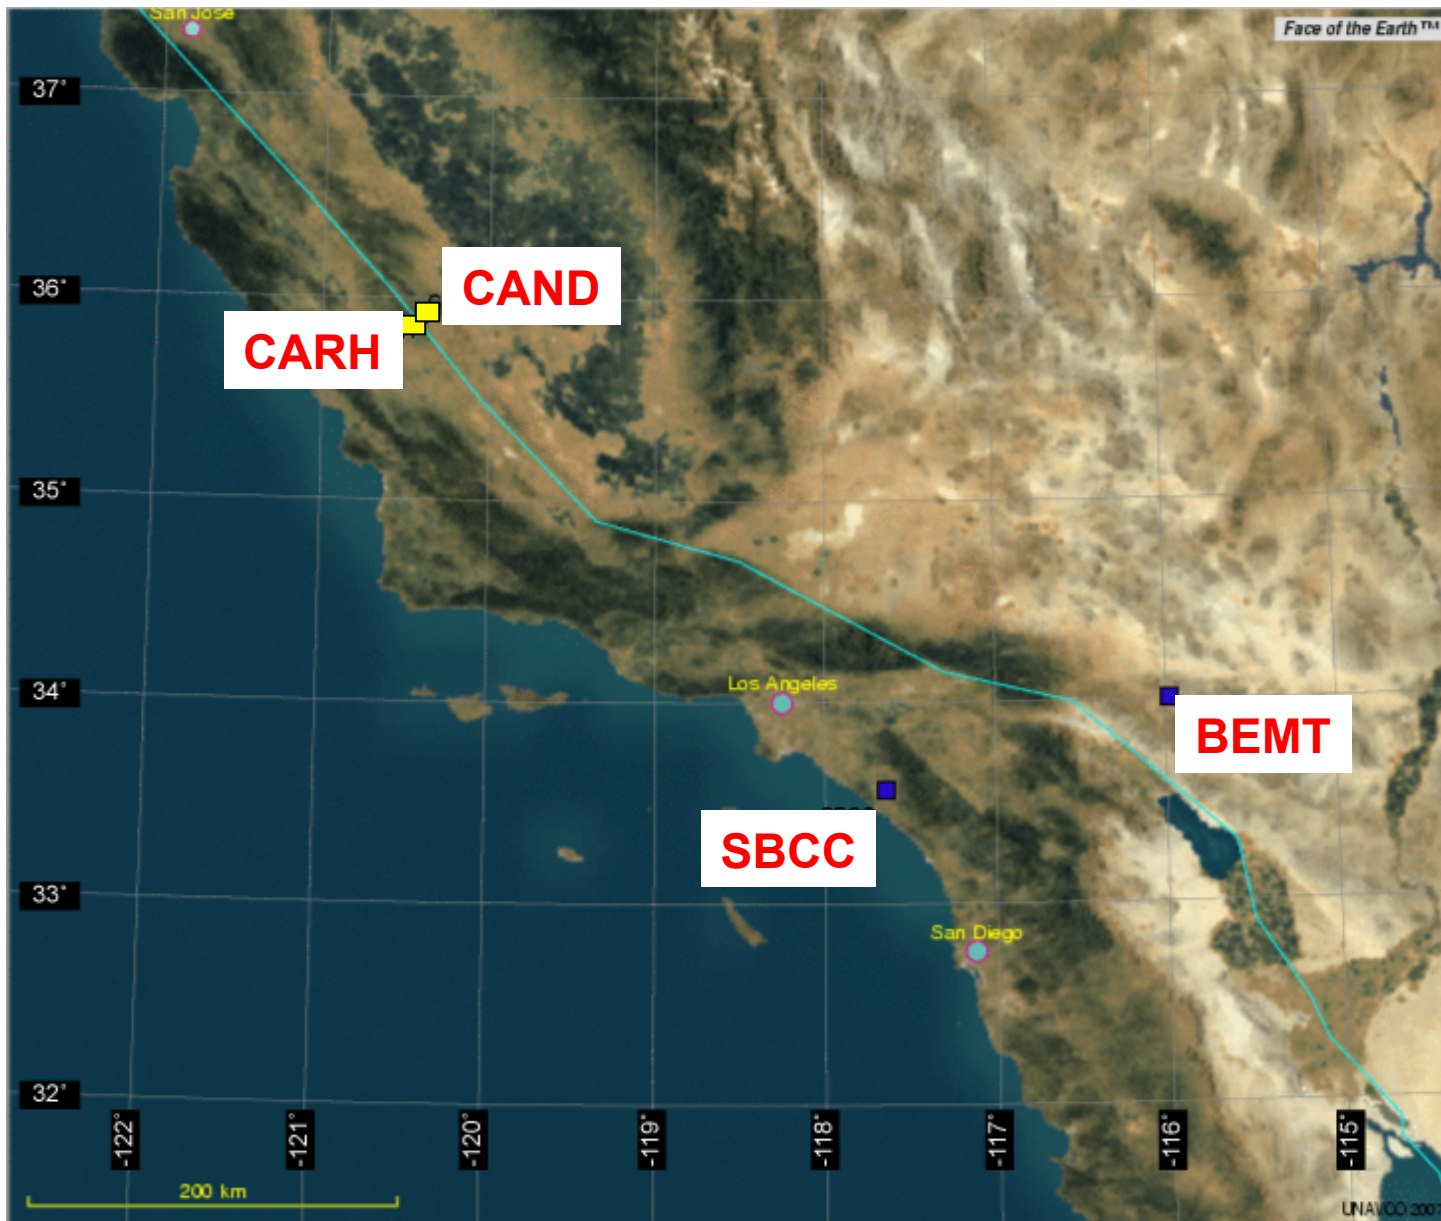 San Jose
Face of the Earth™
37°
36°
CAND
CARH
35°
34°
Los Angeles
BEMT
SBCC
33°
San Diego
32°
-122°
-121°
-120°
-119°
-118°
-117°
-116°
-115°
200 km
UNAVCO 2007